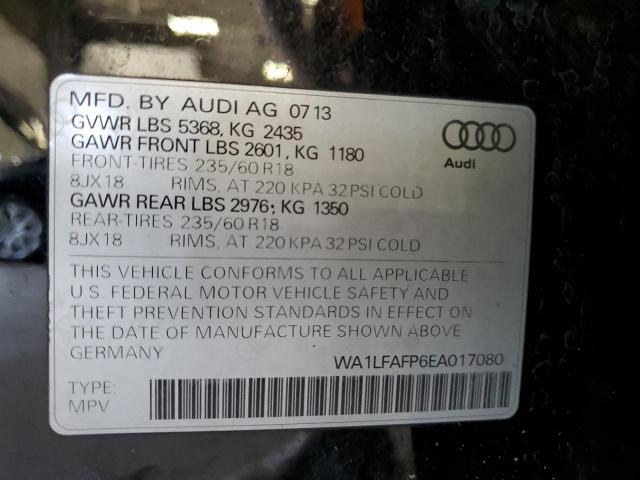 MFD. BY AUDI AG 07 13
GVWR LBS 5368, KG 2435
GAWR FRONT LBS 2601, KG 1180
FRONT-TIRES 235/60 R18
8JX18 RIMS, AT 220 KPA 32 PSI COLD
GAWR REAR LBS 2976; KG 1350
REAR-TIRES 235/60 R18
8JX18 RIMS, AT 220 KPA 32 PSI COLD
Audi
THIS VEHICLE CONFORMS TO ALL APPLICABLE
U.S. FEDERAL MOTOR VEHICLE SAFETY AND
THEFT PREVENTION STANDARDS IN EFFECT ON
THE DATE OF MANUFACTURE SHOWN ABOVE
GERMANY WA1LFAFP6EA017080
TYPE:
MPV